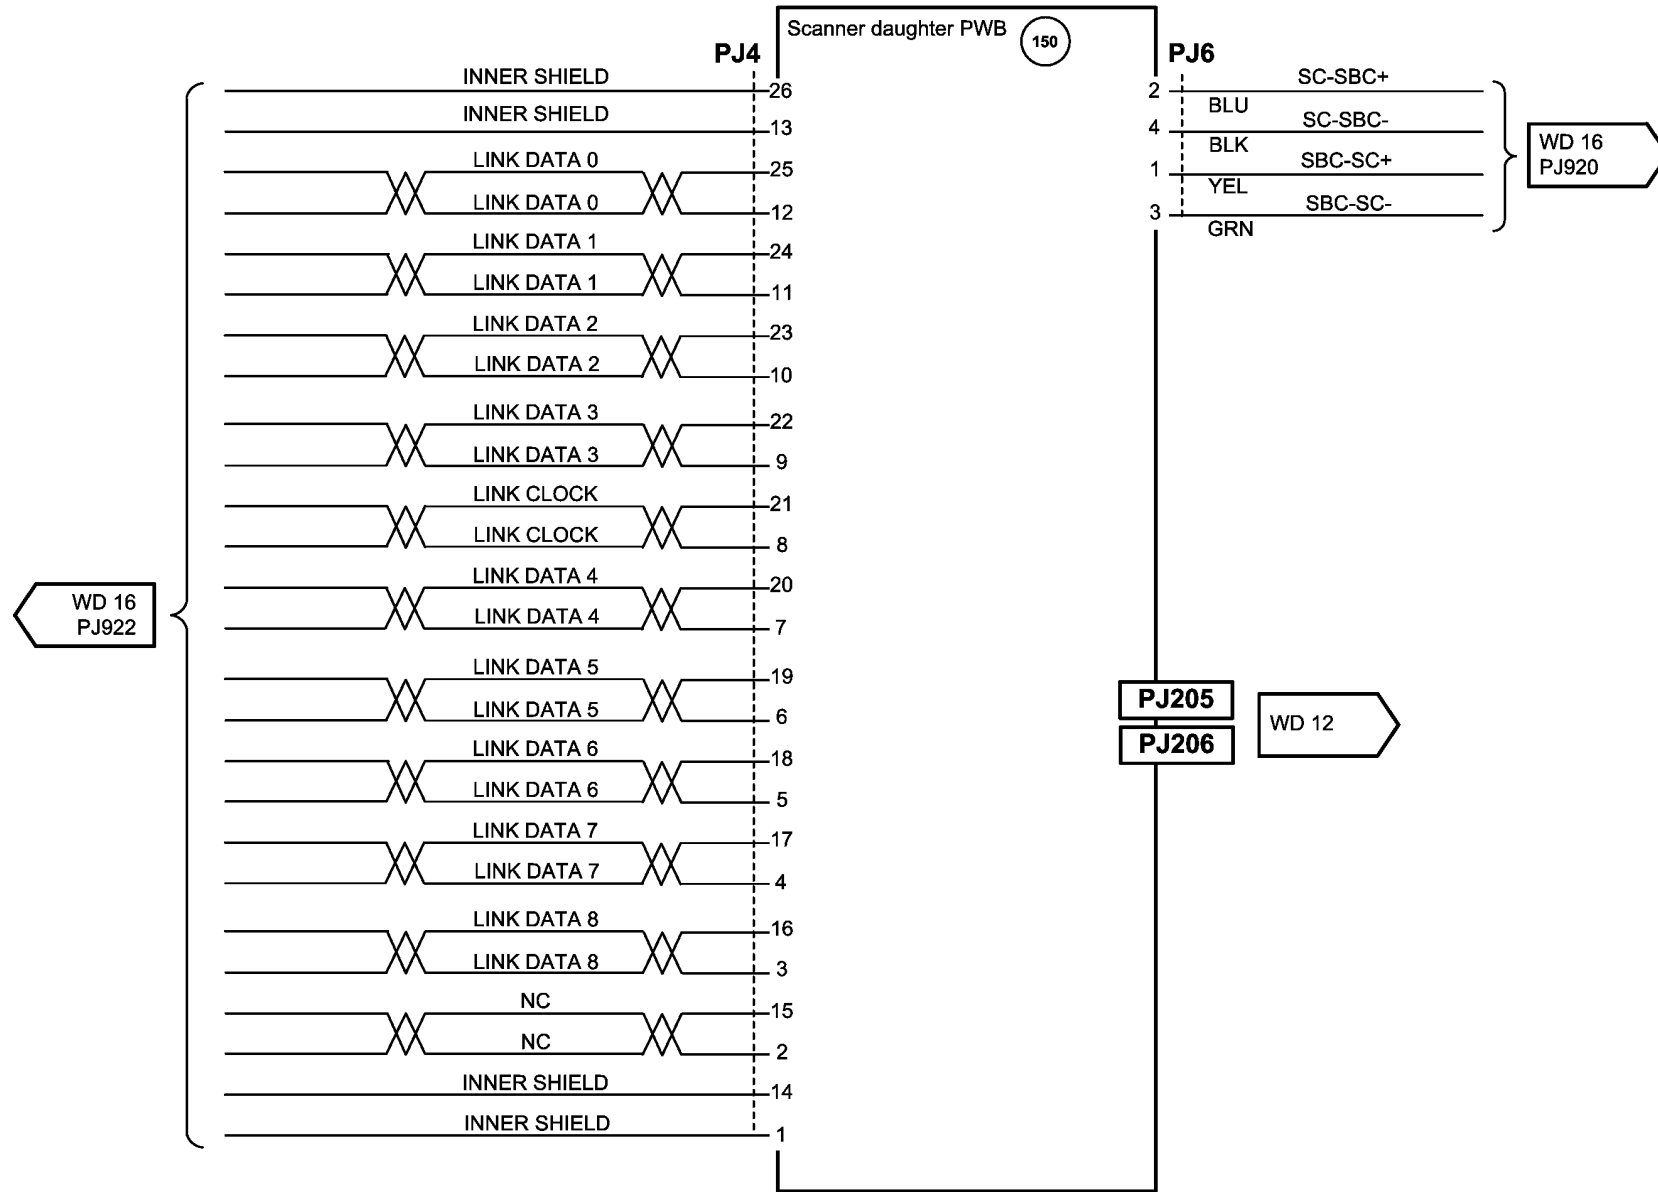 Scanner daughter PWB
150
PJ4
PJ6
INNER SHIELD
26
INNER SHIELD
13
LINK DATA 0
25
LINK DATA 0
12
LINK DATA 1
24
LINK DATA 1
11
LINK DATA 2
23
LINK DATA 2
10
LINK DATA 3
22
LINK DATA 3
9
LINK CLOCK
21
LINK CLOCK
8
LINK DATA 4
20
LINK DATA 4
7
LINK DATA 5
19
LINK DATA 5
6
LINK DATA 6
18
LINK DATA 6
5
LINK DATA 7
17
LINK DATA 7
4
LINK DATA 8
16
LINK DATA 8
3
NC
15
NC
2
INNER SHIELD
14
INNER SHIELD
1
WD 16
PJ922
2
SC-SBC+
BLU
4
SC-SBC-
BLK
1
SBC-SC+
YEL
3
SBC-SC-
GRN
WD 16
PJ920
PJ205
PJ206
WD 12